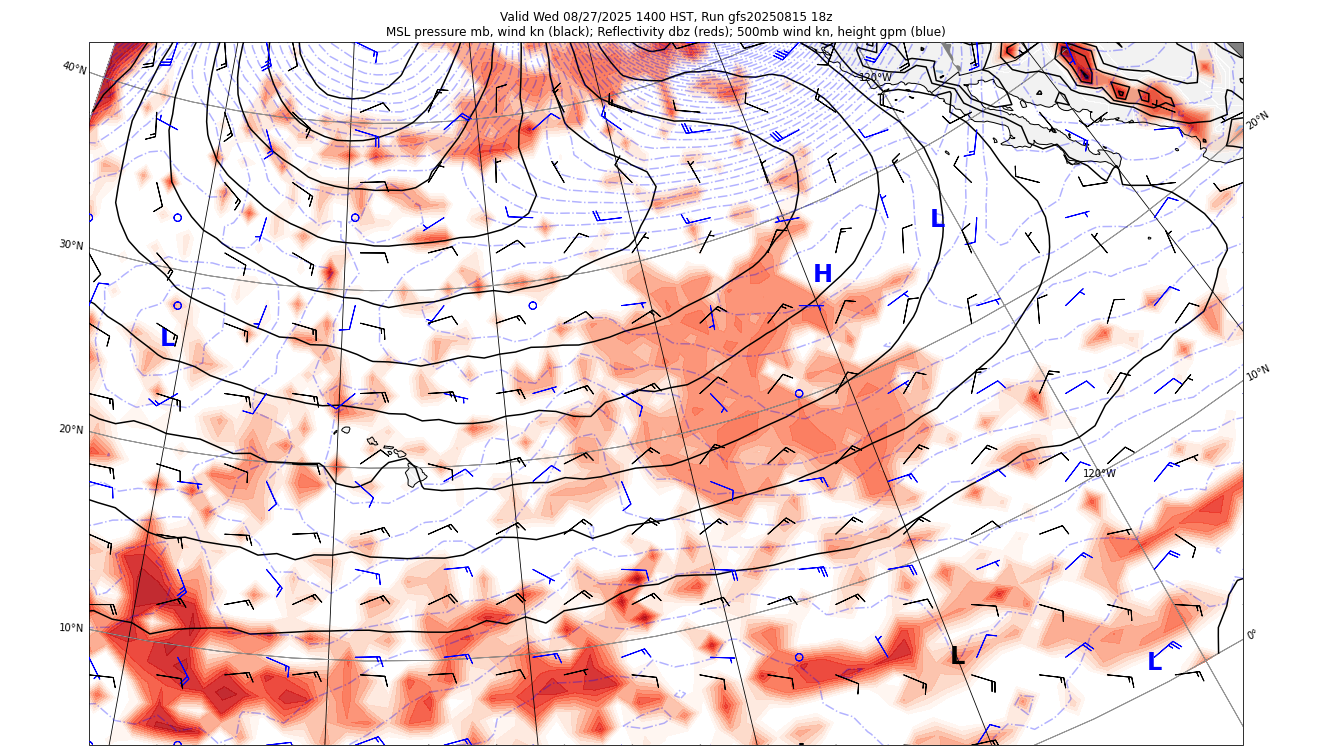 Valid Wed 08/27/2025 1400 HST, Run gfs20250815 18z
MSL pressure mb, wind kn (black); Reflectivity dbz (reds); 500mb wind kn, height gpm (blue)
40°N
120°W
20°N
L
30°N
H
L
10°N
20°N
120°W
10°N
0°
L
L